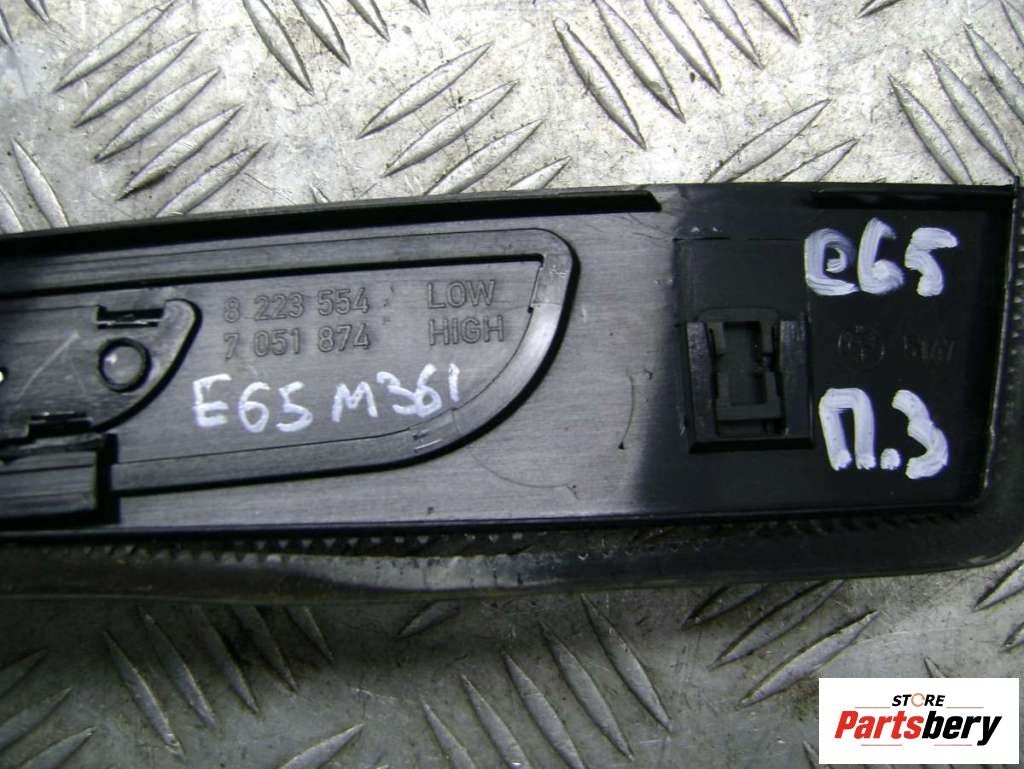 8 223 554 LOW
7 051 874 HIGH
E65 M361
e65
П.З
STORE
Partsbery